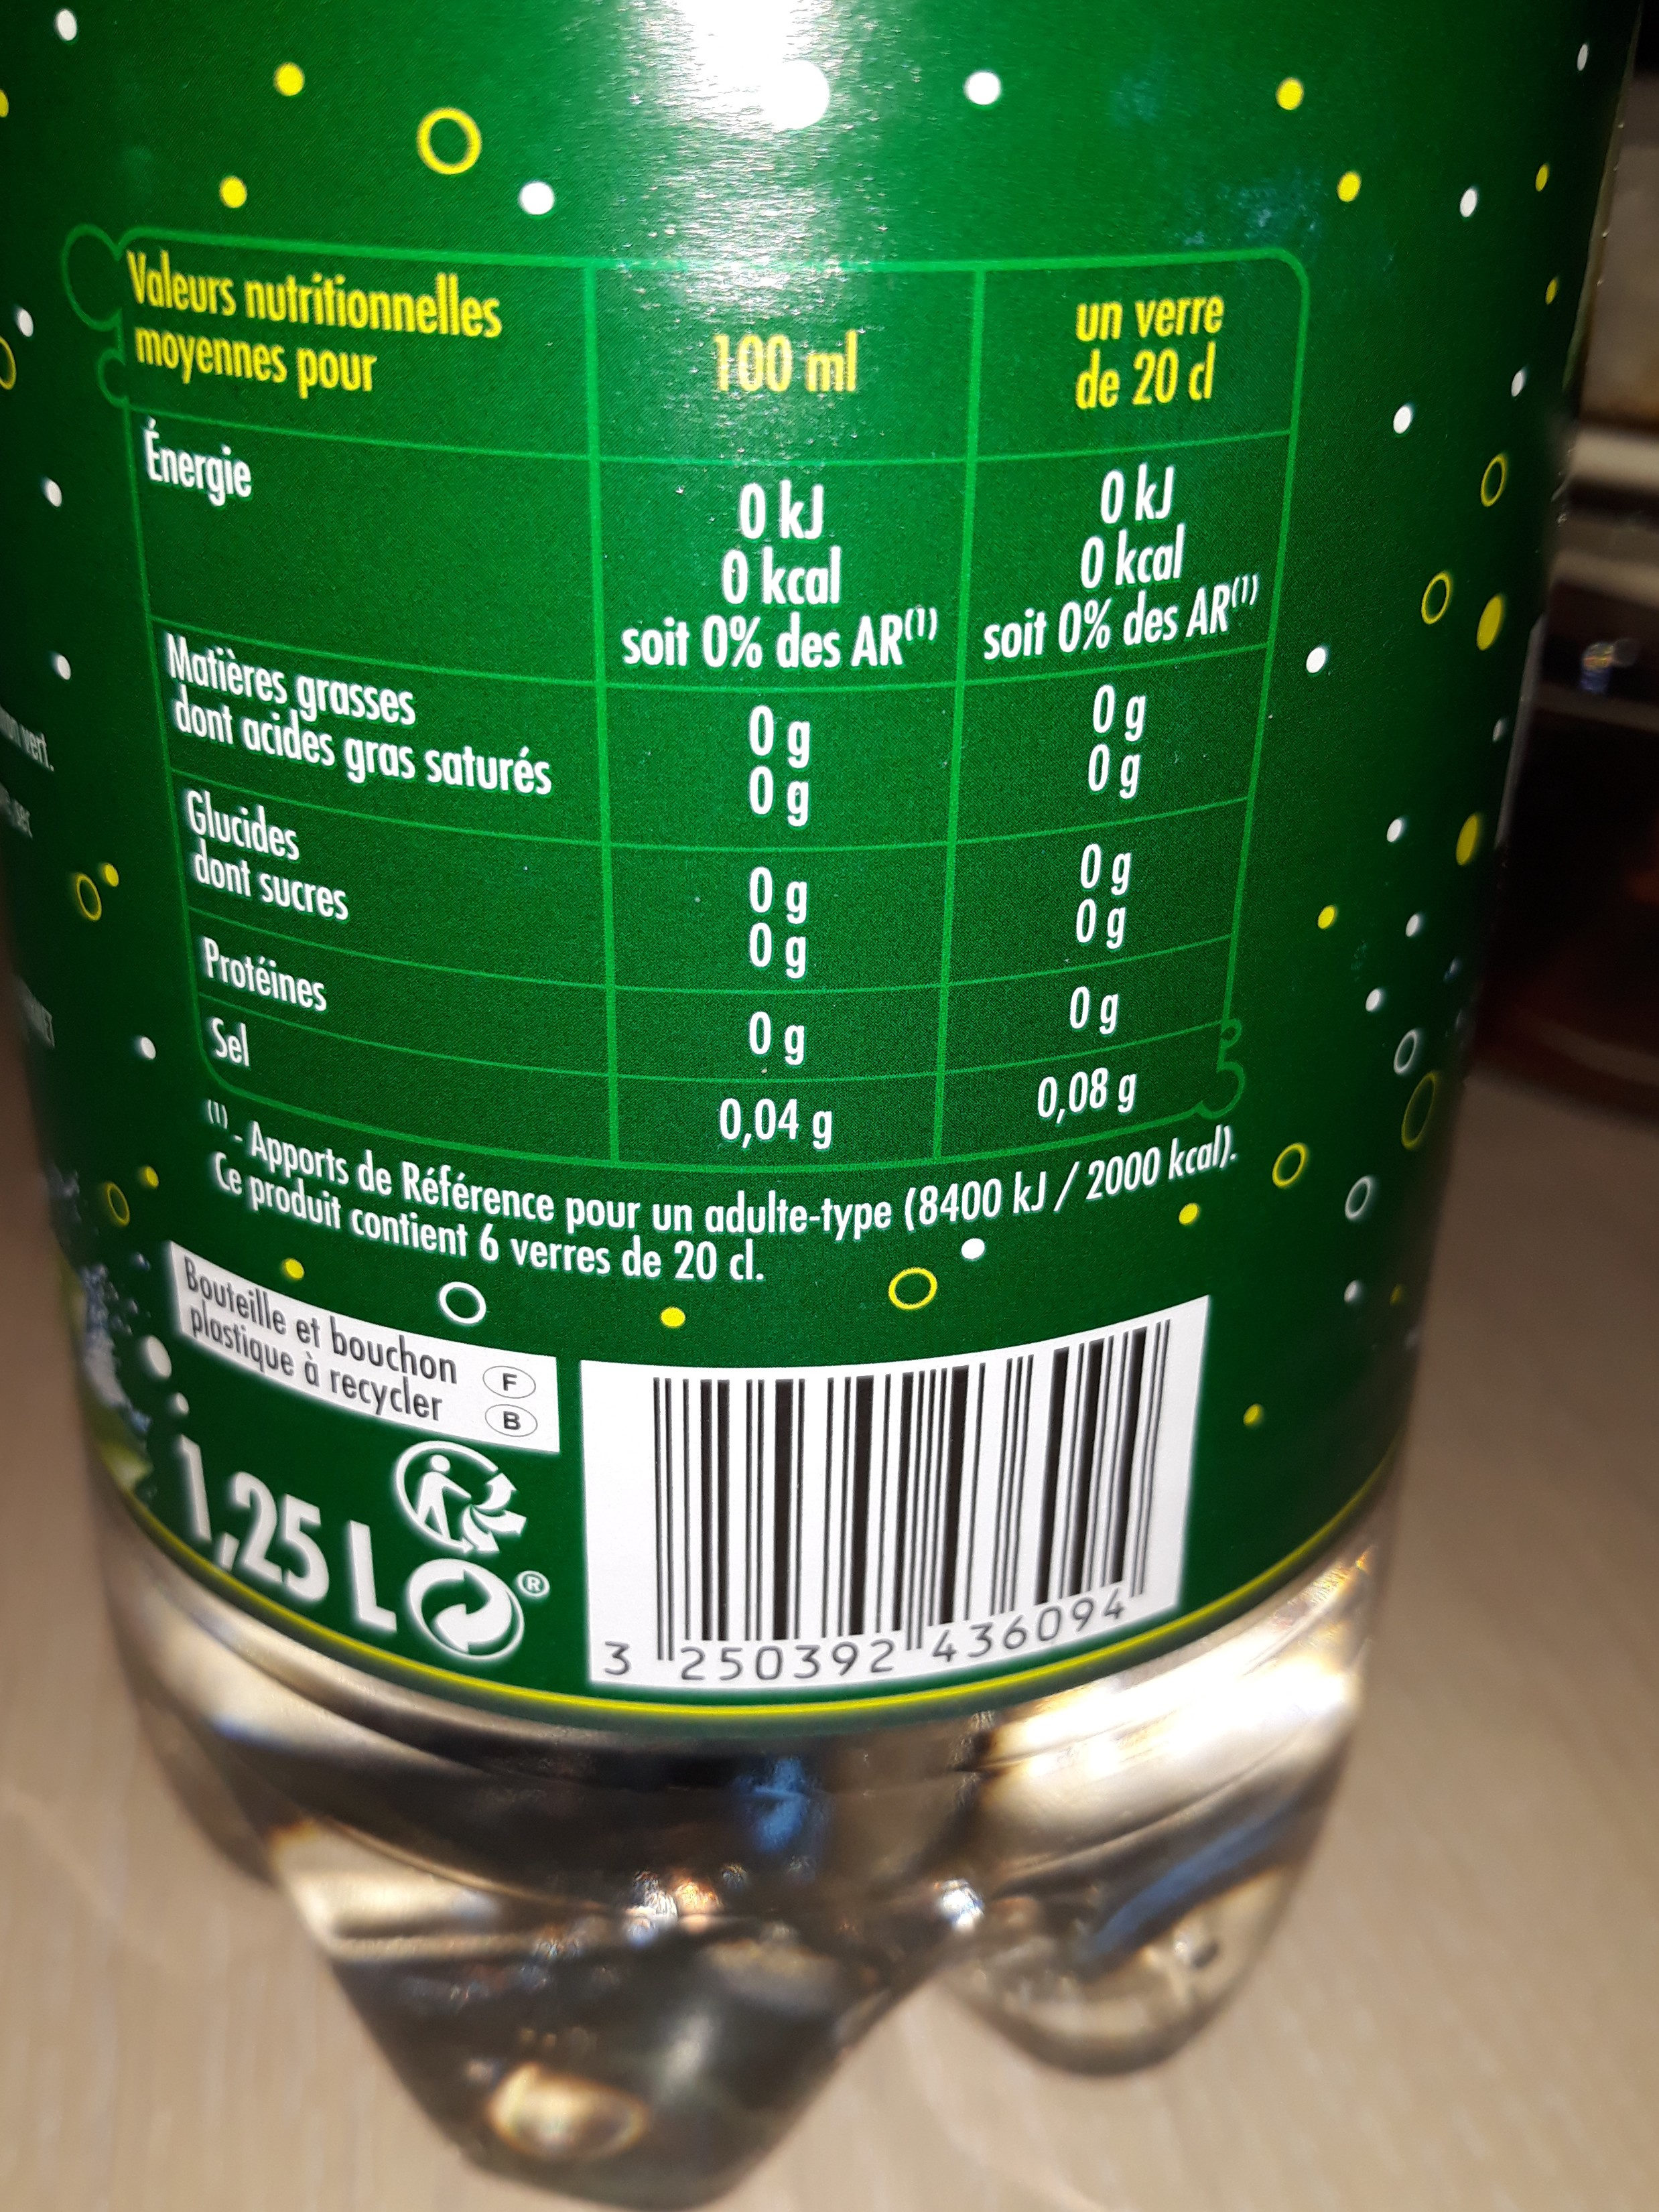 Valeurs nutritionnelles
moyennes pour
100 ml
un verre
de 20 cl
Énergie
0 kJ
0 kcal
soit 0% des AR(1)
0 kJ
0 kcal
soit 0% des AR(1)
Matières grasses
dont acides gras saturés
0 g
0 g
0 g
0 g
Glucides
dont sucres
0 g
0 g
0 g
0 g
Protéines
0 g
0 g
Sel
0,04 g
0,08 g
(1) - Apports de Référence pour un adulte-type (8400 kJ / 2000 kcal).
Ce produit contient 6 verres de 20 cl.
Bouteille et bouchon
plastique à recycler
F
B
1,25 L
®
3 250392 436094
vert.